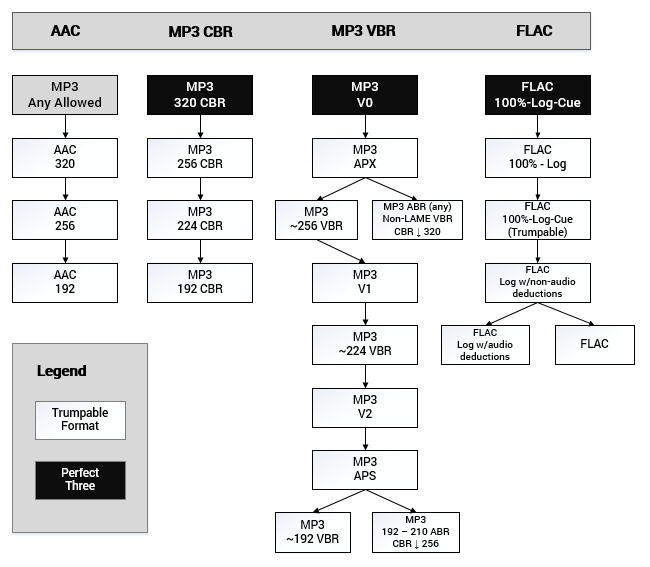 AAC
MP3 CBR
MP3 VBR
FLAC
MP3
Any Allowed
AAC
320
AAC
256
AAC
192
MP3
320 CBR
MP3
256 CBR
MP3
224 CBR
MP3
192 CBR
MP3
V0
MP3
APX
MP3
~256 VBR
MP3 ABR (any)
Non-LAME VBR
CBR ↓ 320
MP3
V1
MP3
~224 VBR
MP3
V2
MP3
APS
MP3
~192 VBR
MP3
192 – 210 ABR
CBR ↓ 256
FLAC
100%-Log-Cue
FLAC
100% - Log
FLAC
100%-Log-Cue
(Trumpable)
FLAC
Log w/non-audio
deductions
FLAC
Log w/audio
deductions
FLAC
Legend
Trumpable
Format
Perfect
Three